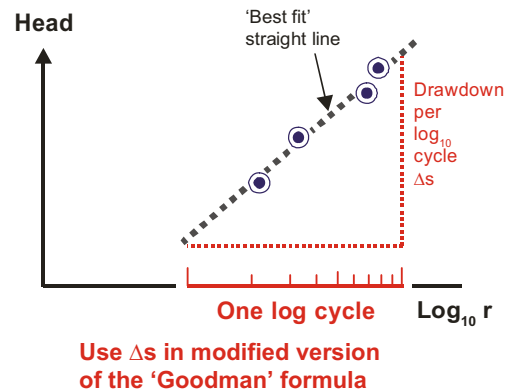 Head
‘Best fit’
straight line
Drawdown
per
log₁₀
cycle
Δs
One log cycle
Log₁₀ r
Use Δs in modified version
of the ‘Goodman’ formula